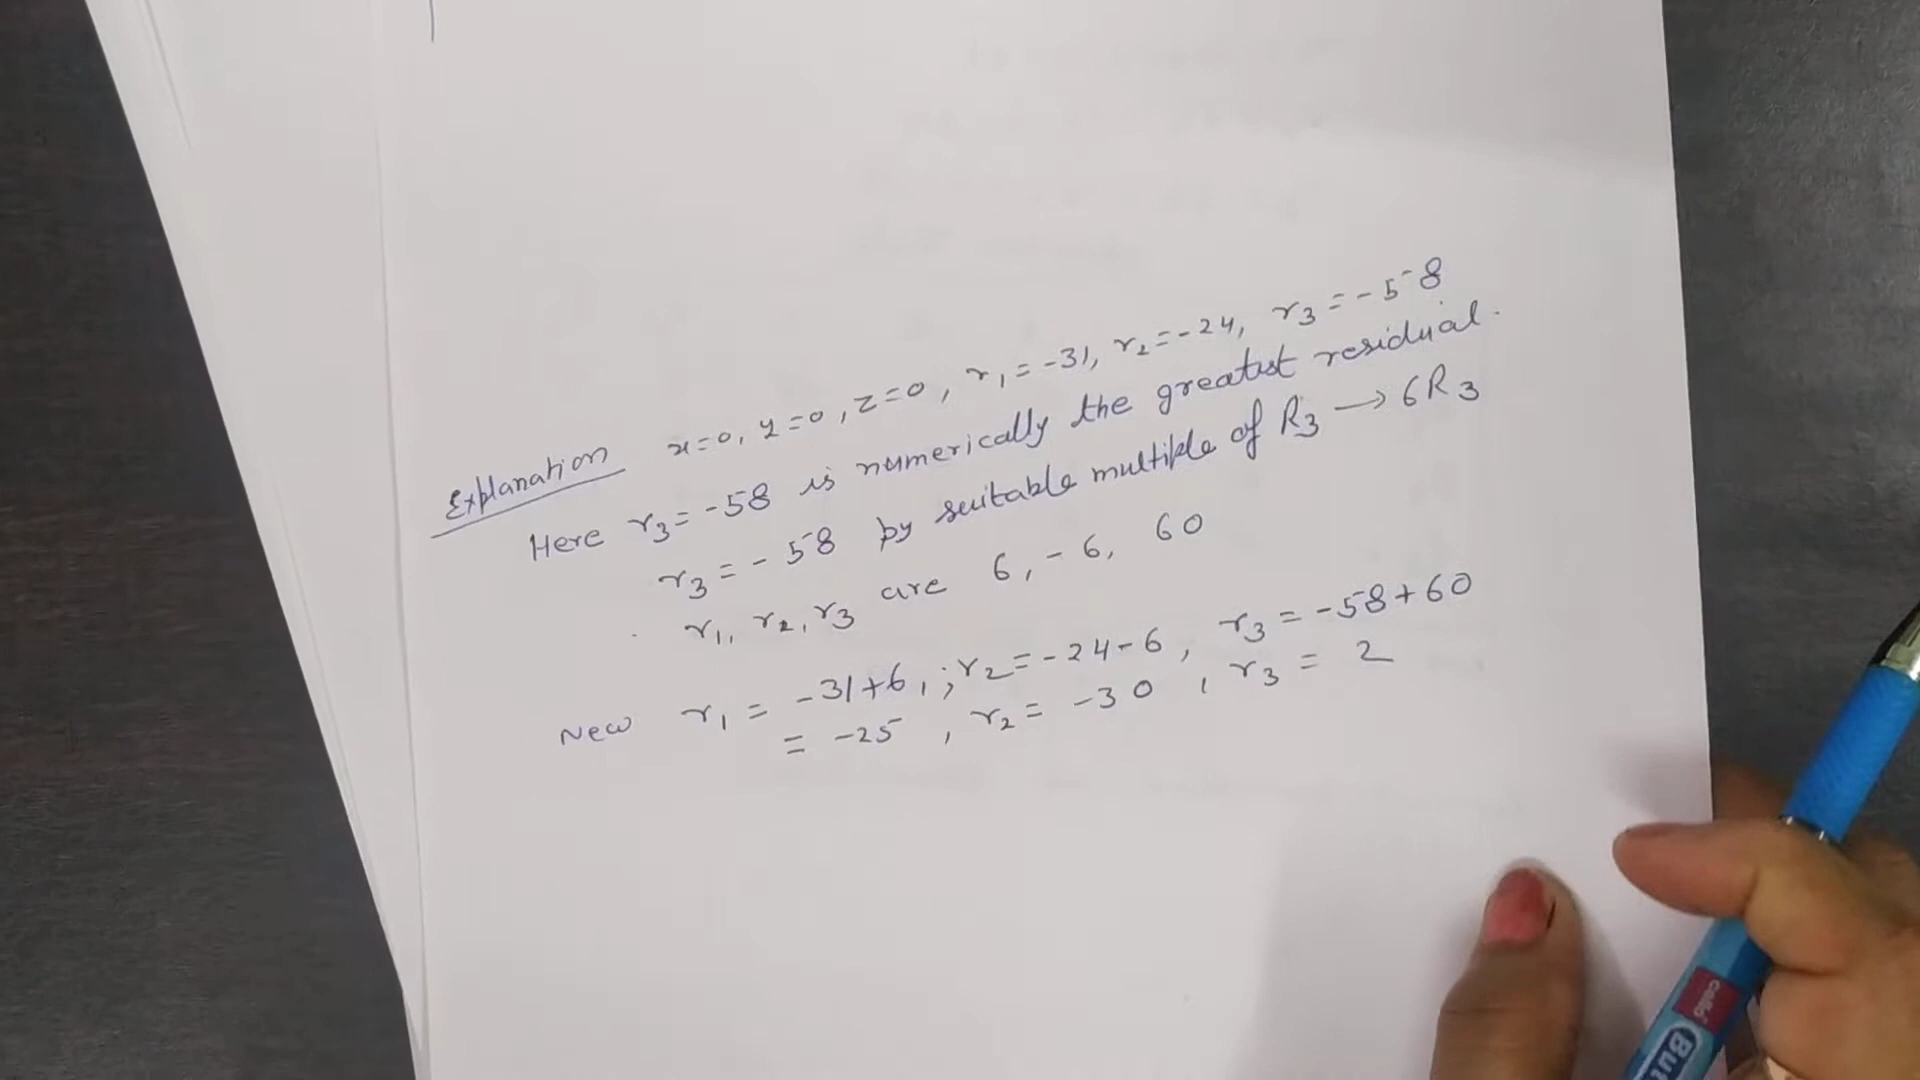 Explanation x=0, y=0, z=0, r₁=-31, r₂=-24, r₃=-58
Here r₃=-58 is numerically the greatest residual.
r₃=-58 by suitable multiple of R₃ → 6R₃
r₁, r₂, r₃ are 6, -6, 60
New r₁ = -31+6, ; r₂=-24-6, r₃=-58+60
= -25, r₂= -30, r₃= 2
cello
But